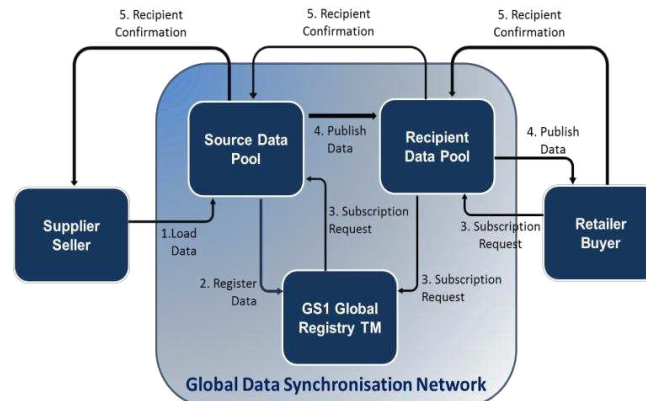 5. Recipient
Confirmation
5. Recipient
Confirmation
5. Recipient
Confirmation
Source Data
Pool
4. Publish
Data
Recipient
Data Pool
4. Publish
Data
Supplier
Seller
1.Load
Data
3. Subscription
Request
3. Subscription
Request
Retailer
Buyer
2. Register
Data
GS1 Global
Registry TM
3. Subscription
Request
Global Data Synchronisation Network